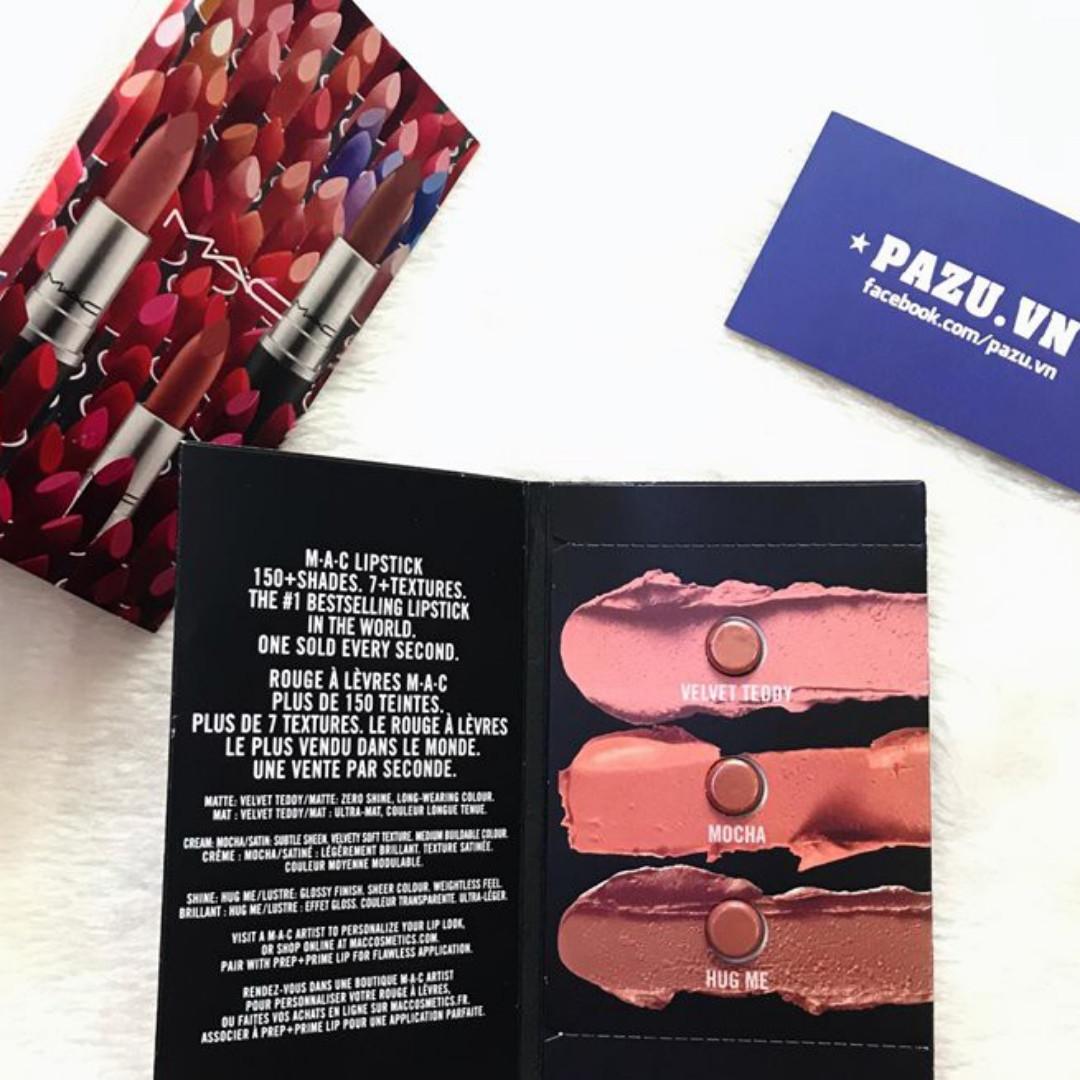 MAC
MAC
MAC
★ PAZU.VN
facebook.com/pazu.vn
M·A·C LIPSTICK
150+SHADES. 7+TEXTURES.
THE #1 BESTSELLING LIPSTICK
IN THE WORLD.
ONE SOLD EVERY SECOND.
ROUGE À LÈVRES M·A·C
PLUS DE 150 TEINTES.
PLUS DE 7 TEXTURES. LE ROUGE À LÈVRES
LE PLUS VENDU DANS LE MONDE.
UNE VENTE PAR SECONDE.
MATTE: VELVET TEDDY/MATTE: ZERO SHINE, LONG-WEARING COLOUR.
MAT : VELVET TEDDY/MAT : ULTRA-MAT, COULEUR LONGUE TENUE.
CREAM: MOCHA/SATIN: SUBTLE SHEEN, VELVETY SOFT TEXTURE. MEDIUM BUILDABLE COLOUR.
CRÈME : MOCHA/SATINÉ : LÉGÈREMENT BRILLANT. TEXTURE SATINÉE.
COULEUR MOYENNE MODULABLE.
SHINE: HUG ME/LUSTRE: GLOSSY FINISH. SHEER COLOUR. WEIGHTLESS FEEL.
BRILLANT : HUG ME/LUSTRE : EFFET GLOSS. COULEUR TRANSPARENTE. ULTRA-LÉGER.
VISIT A M·A·C ARTIST TO PERSONALIZE YOUR LIP LOOK,
OR SHOP ONLINE AT MACCOSMETICS.COM.
PAIR WITH PREP+PRIME LIP FOR FLAWLESS APPLICATION.
RENDEZ-VOUS DANS UNE BOUTIQUE M·A·C ARTIST
POUR PERSONNALISER VOTRE ROUGE À LÈVRES,
OU FAITES VOS ACHATS EN LIGNE SUR MACCOSMETICS.FR.
ASSOCIER À PREP+PRIME LIP POUR UNE APPLICATION PARFAITE.
VELVET TEDDY
MOCHA
HUG ME